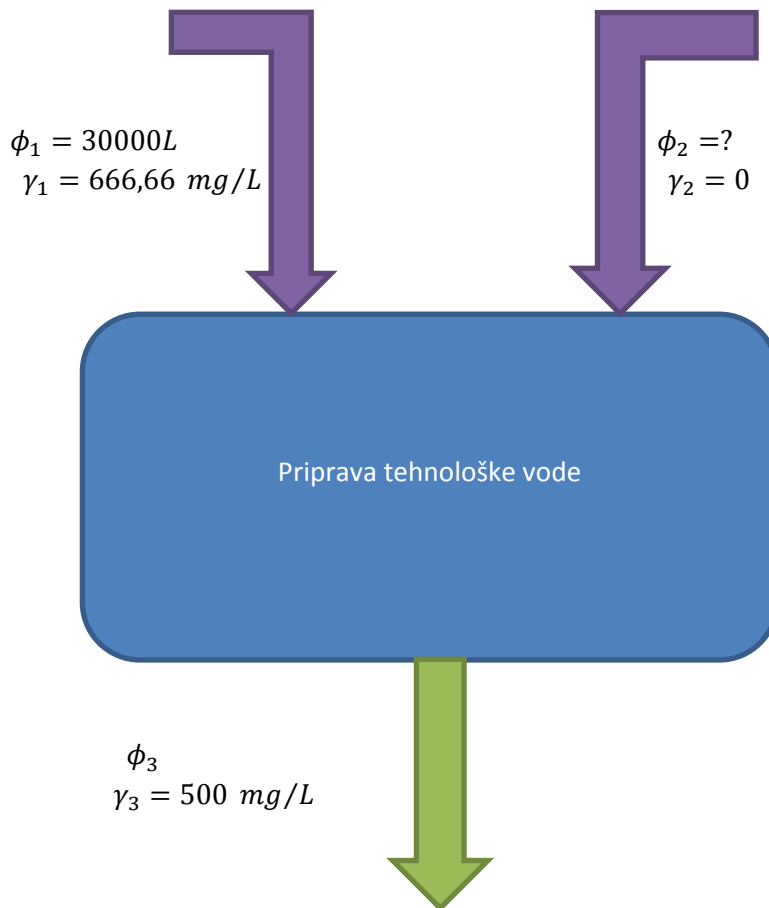 𝜙₁ = 30000𝐿
𝛾₁ = 666,66 𝑚𝑔/𝐿
𝜙₂ =?
𝛾₂ = 0
Priprava tehnološke vode
𝜙₃
𝛾₃ = 500 𝑚𝑔/𝐿